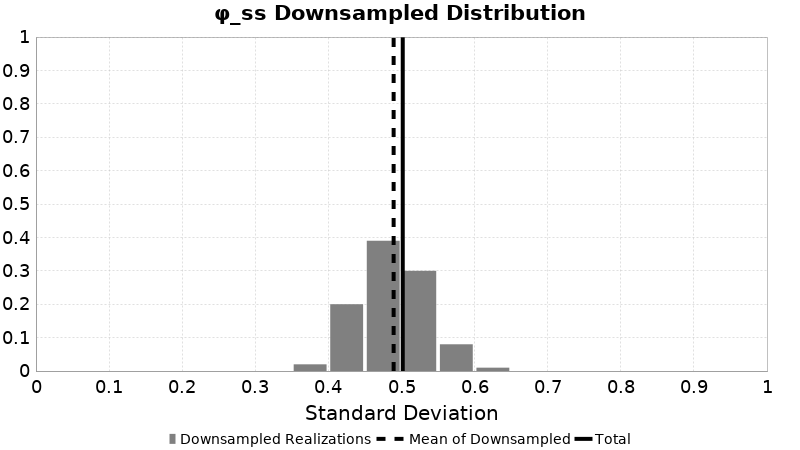 φ_ss Downsampled Distribution
1
0.9
0.8
0.7
0.6
0.5
0.4
0.3
0.2
0.1
0
0 0.1 0.2 0.3 0.4 0.5 0.6 0.7 0.8 0.9 1
Standard Deviation
Downsampled Realizations Mean of Downsampled Total